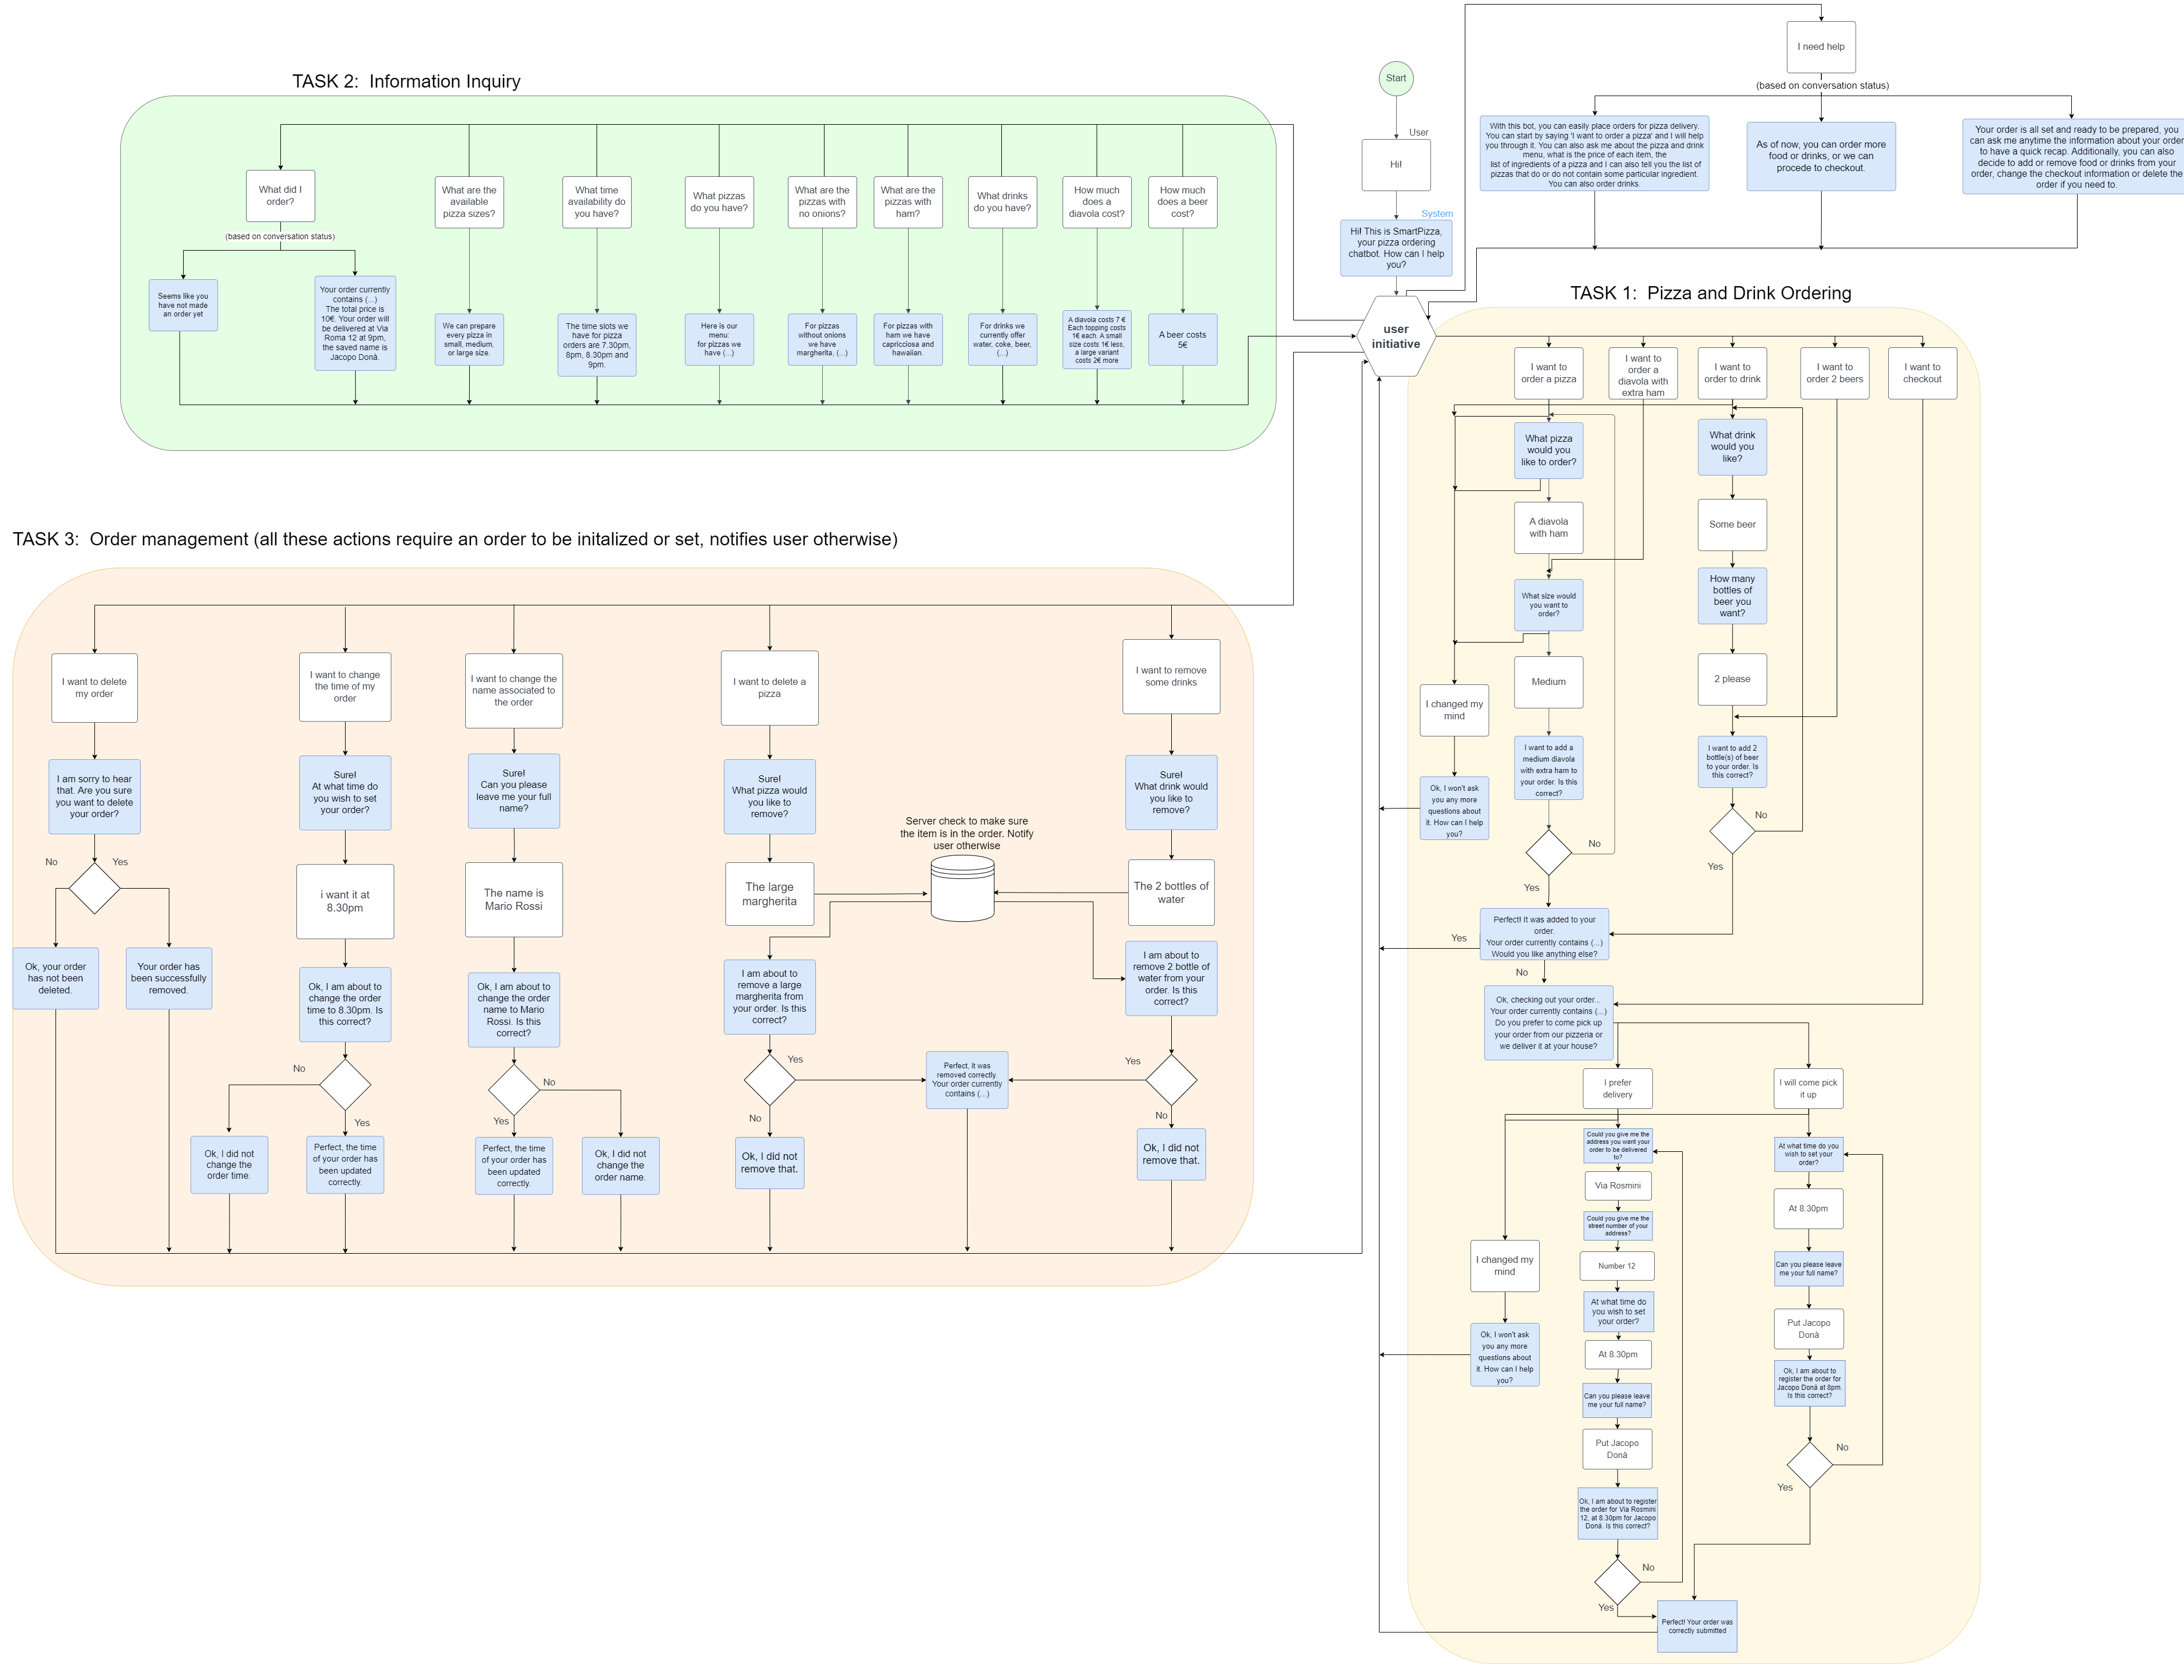 I need help
(based on conversation status)
With this bot, you can easily place orders for pizza delivery.
You can start by saying 'I want to order a pizza' and I will help
you through it. You can also ask me about the pizza and drink
menu, what is the price of each item, the
list of ingredients of a pizza and I can also tell you the list of
pizzas that do or do not contain some particular ingredient.
You can also order drinks.
As of now, you can order more
food or drinks, or we can
procede to checkout.
Your order is all set and ready to be prepared, you
can ask me anytime the information about your order
to have a quick recap. Additionally, you can also
decide to add or remove food or drinks from your
order, change the checkout information or delete the
order if you need to.
Start
User
Hi!
System
Hi! This is SmartPizza,
your pizza ordering
chatbot. How can I help
you?
user
initiative
TASK 2: Information Inquiry
What did I
order?
(based on conversation status)
Seems like you
have not made
an order yet
Your order currently
contains (...)
The total price is
10€. Your order will
be delivered at Via
Roma 12 at 9pm,
the saved name is
Jacopo Donà.
What are the
available
pizza sizes?
We can prepare
every pizza in
small, medium,
or large size.
What time
availability do
you have?
The time slots we
have for pizza
orders are 7.30pm,
8pm, 8.30pm and
9pm.
What pizzas
do you have?
Here is our
menu:
for pizzas we
have (...)
What are the
pizzas with
no onions?
For pizzas
without onions
we have
margherita, (...)
What are the
pizzas with
ham?
For pizzas with
ham we have
capricciosa and
hawaiian.
What drinks
do you have?
For drinks we
currently offer
water, coke, beer,
(...)
How much
does a
diavola cost?
A diavola costs 7 €
Each topping costs
1€ each. A small
size costs 1€ less,
a large variant
costs 2€ more
How much
does a beer
cost?
A beer costs
5€
TASK 1: Pizza and Drink Ordering
I want to
order a pizza
I want to
order a
diavola with
extra ham
I want to
order to drink
I want to
order 2 beers
I want to
checkout
What pizza
would you
like to order?
A diavola
with ham
What size would
you want to
order?
Medium
I want to add a
medium diavola
with extra ham to
your order. Is this
correct?
No
Yes
I changed my
mind
Ok, I won't ask
you any more
questions about
it. How can I help
you?
What drink
would you
like?
Some beer
How many
bottles of
beer you
want?
2 please
I want to add 2
bottle(s) of beer
to your order. Is
this correct?
No
Yes
Perfect! It was added to your
order.
Your order currently contains (...)
Would you like anything else?
Yes
No
Ok, checking out your order...
Your order currently contains (...)
Do you prefer to come pick up
your order from our pizzeria or
we deliver it at your house?
I prefer
delivery
I will come pick
it up
Could you give me the
address you want your
order to be delivered
to?
Via Rosmini
Could you give me the
street number of your
address?
Number 12
At what time do
you wish to set
your order?
At 8.30pm
Can you please leave
me your full name?
Put Jacopo
Donà
Ok, I am about to register
the order for Via Rosmini
12, at 8.30pm for Jacopo
Donà. Is this correct?
No
Yes
I changed my
mind
Ok, I won't ask
you any more
questions about
it. How can I help
you?
At what time do you
wish to set your
order?
At 8.30pm
Can you please leave
me your full name?
Put Jacopo
Donà
Ok, I am about to
register the order for
Jacopo Donà at 8pm.
Is this correct?
No
Yes
Perfect! Your order was
correctly submitted
TASK 3: Order management (all these actions require an order to be initalized or set, notifies user otherwise)
I want to delete
my order
I am sorry to hear
that. Are you sure
you want to delete
your order?
No
Yes
Ok, your order
has not been
deleted.
Your order has
been successfully
removed.
I want to change
the time of my
order
Sure!
At what time do
you wish to set
your order?
i want it at
8.30pm
Ok, I am about to
change the order
time to 8.30pm. Is
this correct?
No
Yes
Ok, I did not
change the
order time.
Perfect, the time
of your order has
been updated
correctly.
I want to change the
name associated to
the order
Sure!
Can you please
leave me your full
name?
The name is
Mario Rossi
Ok, I am about to
change the order
name to Mario
Rossi. Is this
correct?
No
Yes
Perfect, the time
of your order has
been updated
correctly.
Ok, I did not
change the
order name.
I want to delete a
pizza
Sure!
What pizza would
you like to
remove?
The large
margherita
Server check to make sure
the item is in the order. Notify
user otherwise
I am about to
remove a large
margherita from
your order. Is this
correct?
Yes
No
Ok, I did not
remove that.
Perfect, it was
removed correctly.
Your order currently
contains (...)
I want to remove
some drinks
Sure!
What drink would
you like to
remove?
The 2 bottles of
water
I am about to
remove 2 bottle of
water from your
order. Is this
correct?
Yes
No
Ok, I did not
remove that.